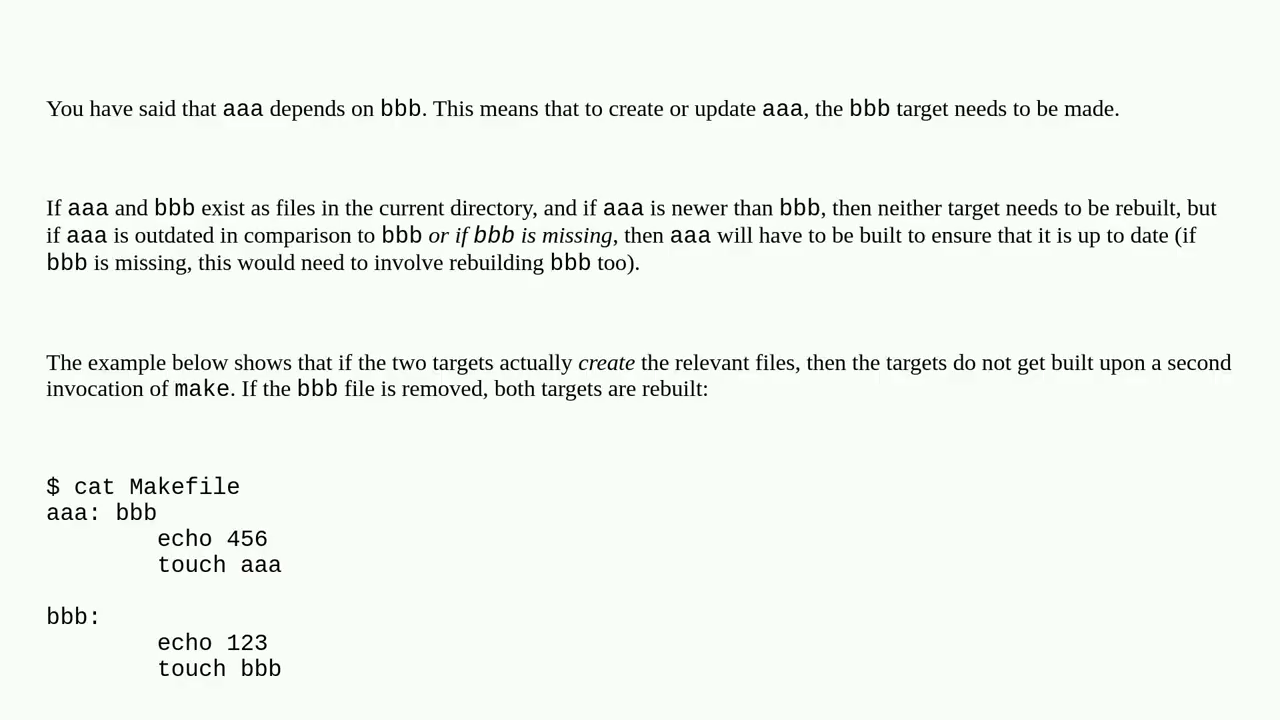 You have said that aaa depends on bbb. This means that to create or update aaa, the bbb target needs to be made.
If aaa and bbb exist as files in the current directory, and if aaa is newer than bbb, then neither target needs to be rebuilt, but
if aaa is outdated in comparison to bbb or if bbb is missing, then aaa will have to be built to ensure that it is up to date (if
bbb is missing, this would need to involve rebuilding bbb too).
The example below shows that if the two targets actually create the relevant files, then the targets do not get built upon a second
invocation of make. If the bbb file is removed, both targets are rebuilt:
$ cat Makefile
aaa: bbb
        echo 456
        touch aaa
bbb:
        echo 123
        touch bbb